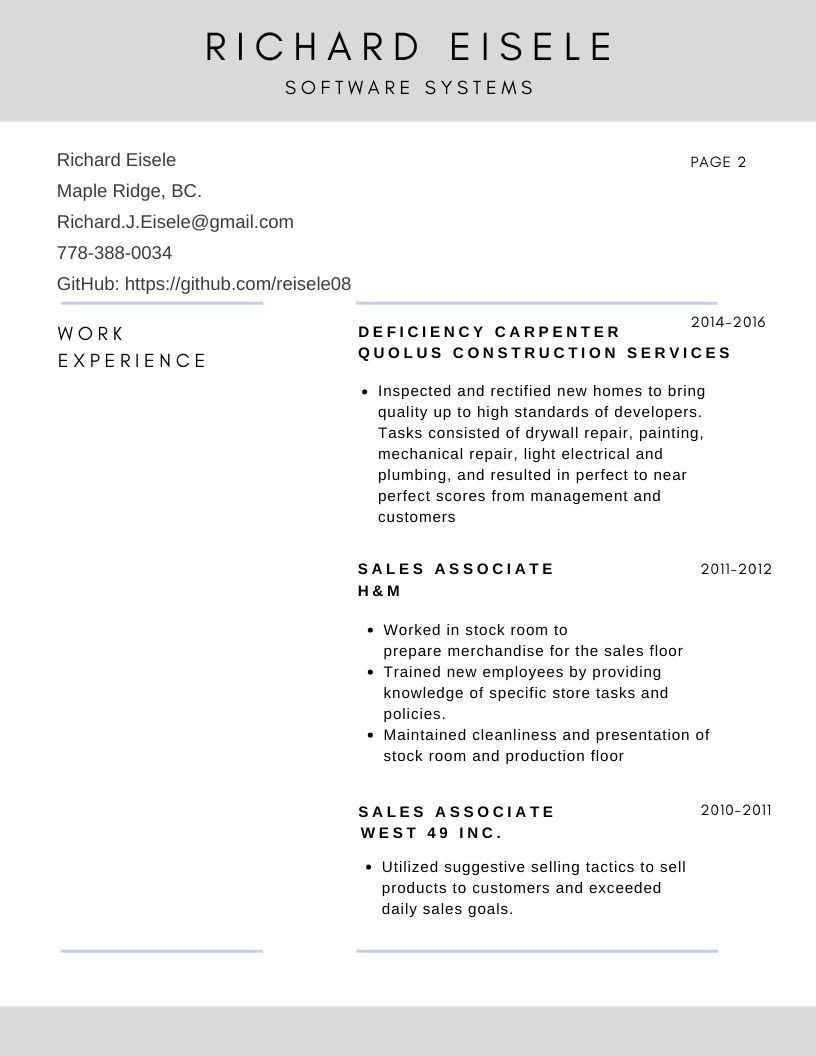 RICHARD EISELE
SOFTWARE SYSTEMS
Richard Eisele
PAGE 2
Maple Ridge, BC.
Richard.J.Eisele@gmail.com
778-388-0034
GitHub: https://github.com/reisele08
WORK
EXPERIENCE
2014-2016
DEFICIENCY CARPENTER
QUOLUS CONSTRUCTION SERVICES
• Inspected and rectified new homes to bring
quality up to high standards of developers.
Tasks consisted of drywall repair, painting,
mechanical repair, light electrical and
plumbing, and resulted in perfect to near
perfect scores from management and
customers
SALES ASSOCIATE
2011-2012
H&M
• Worked in stock room to
prepare merchandise for the sales floor
• Trained new employees by providing
knowledge of specific store tasks and
policies.
• Maintained cleanliness and presentation of
stock room and production floor
SALES ASSOCIATE
2010-2011
WEST 49 INC.
• Utilized suggestive selling tactics to sell
products to customers and exceeded
daily sales goals.